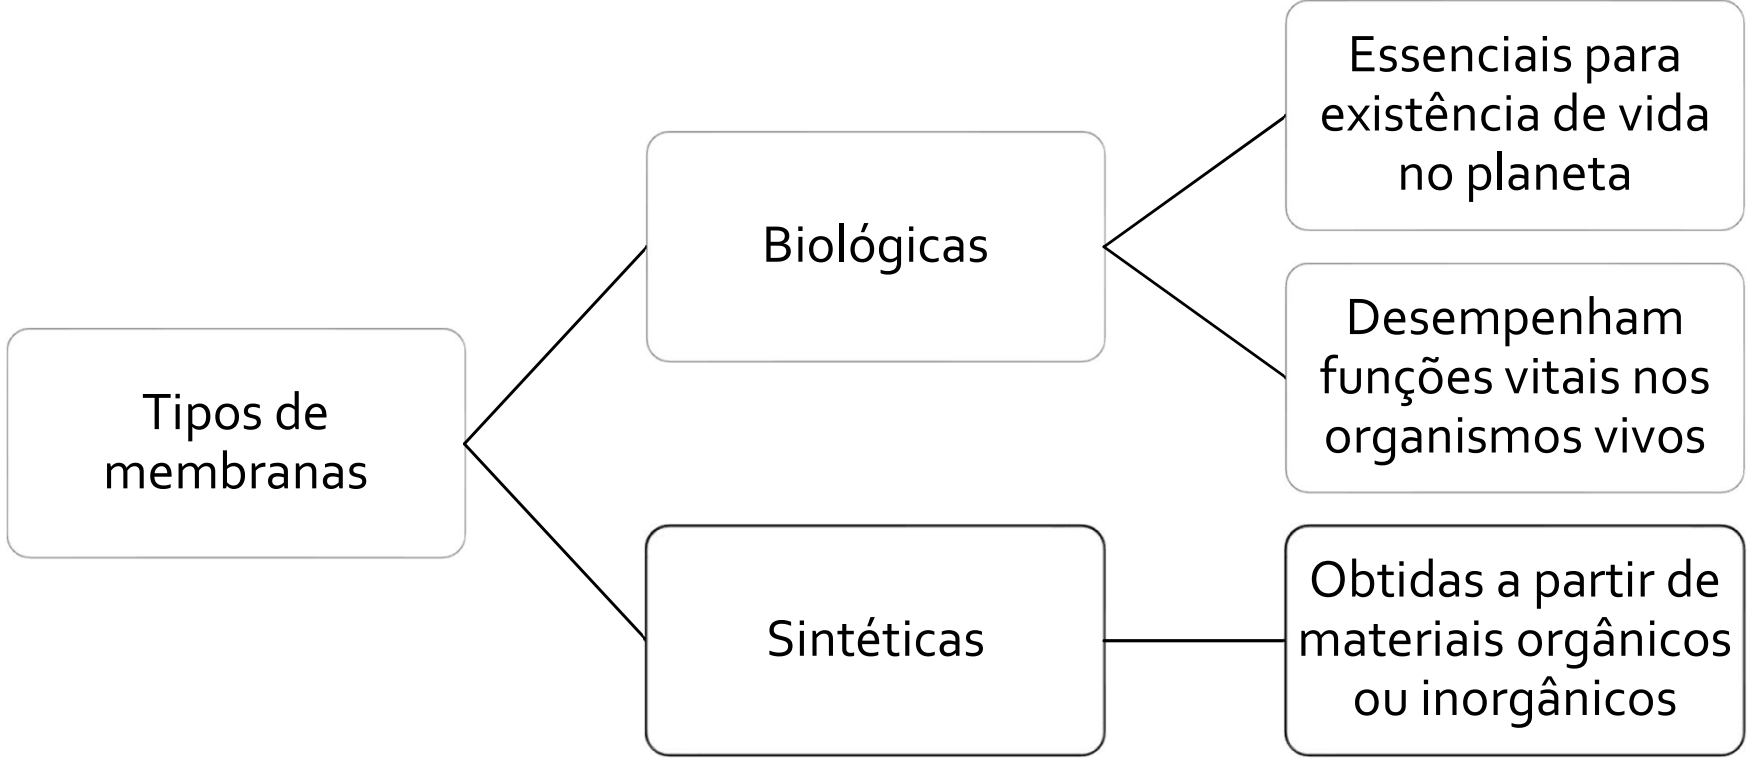 Tipos de
membranas
Biológicas
Essenciais para
existência de vida
no planeta
Desempenham
funções vitais nos
organismos vivos
Sintéticas
Obtidas a partir de
materiais orgânicos
ou inorgânicos